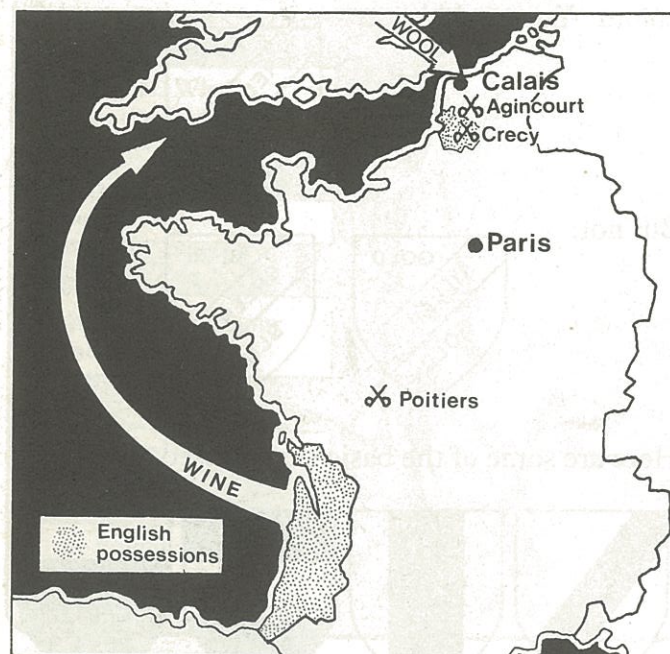 WOOL
Calais
Agincourt
Crecy
Paris
Poitiers
WINE
English
possessions